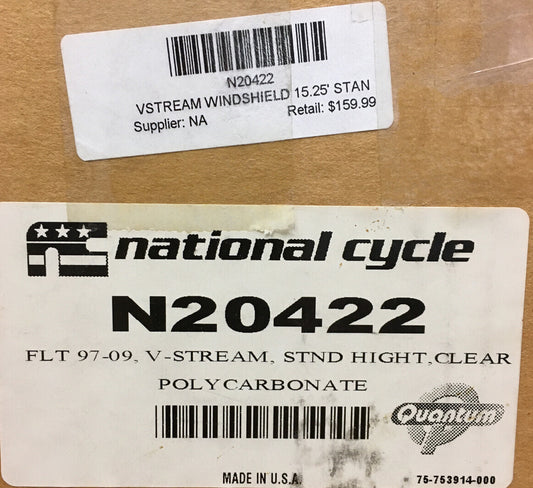 N20422
VSTREAM WINDSHIELD 15.25' STAN
Supplier: NA Retail: $159.99
national cycle
N20422
FLT 97-09, V-STREAM, STND HIGHT,CLEAR
POLYCARBONATE
Quantum
MADE IN U.S.A. 75-753914-000